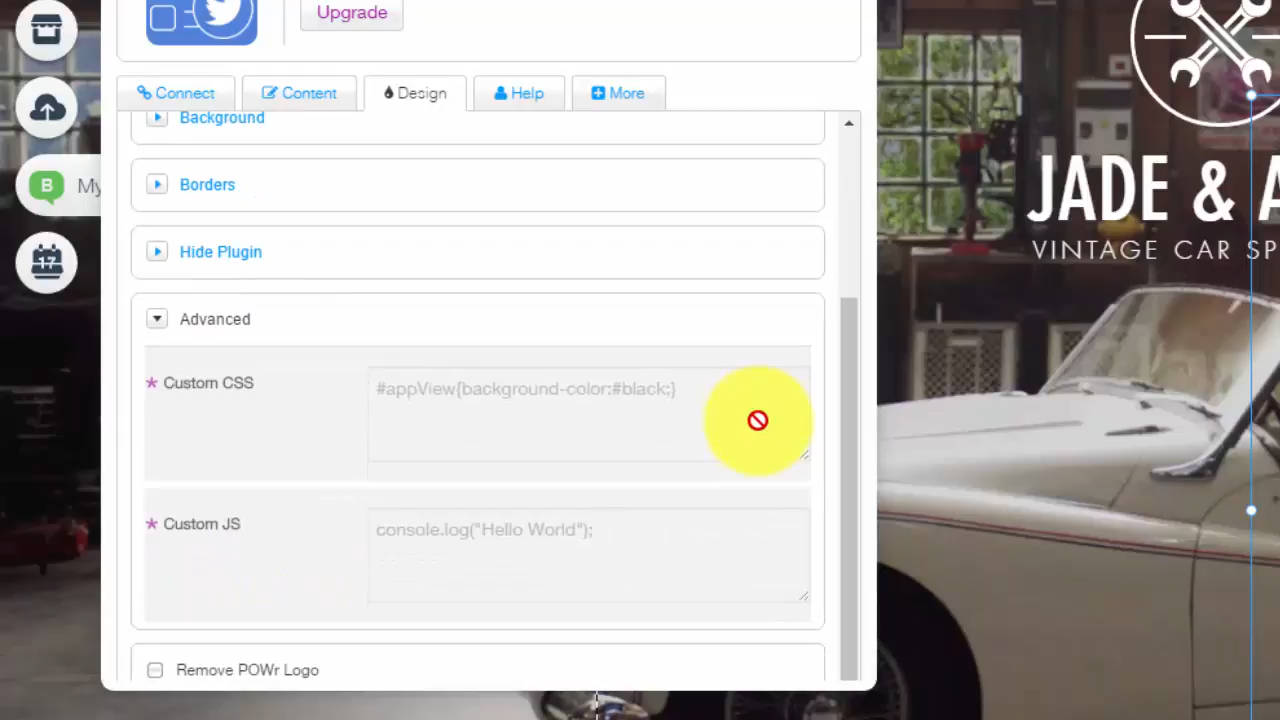 Upgrade
Connect
Content
Design
Help
More
Background
Borders
Hide Plugin
Advanced
* Custom CSS
#appView{background-color:#black;}
* Custom JS
console.log("Hello World");
Remove POWr Logo
B
My
17
JADE & A
VINTAGE CAR SP